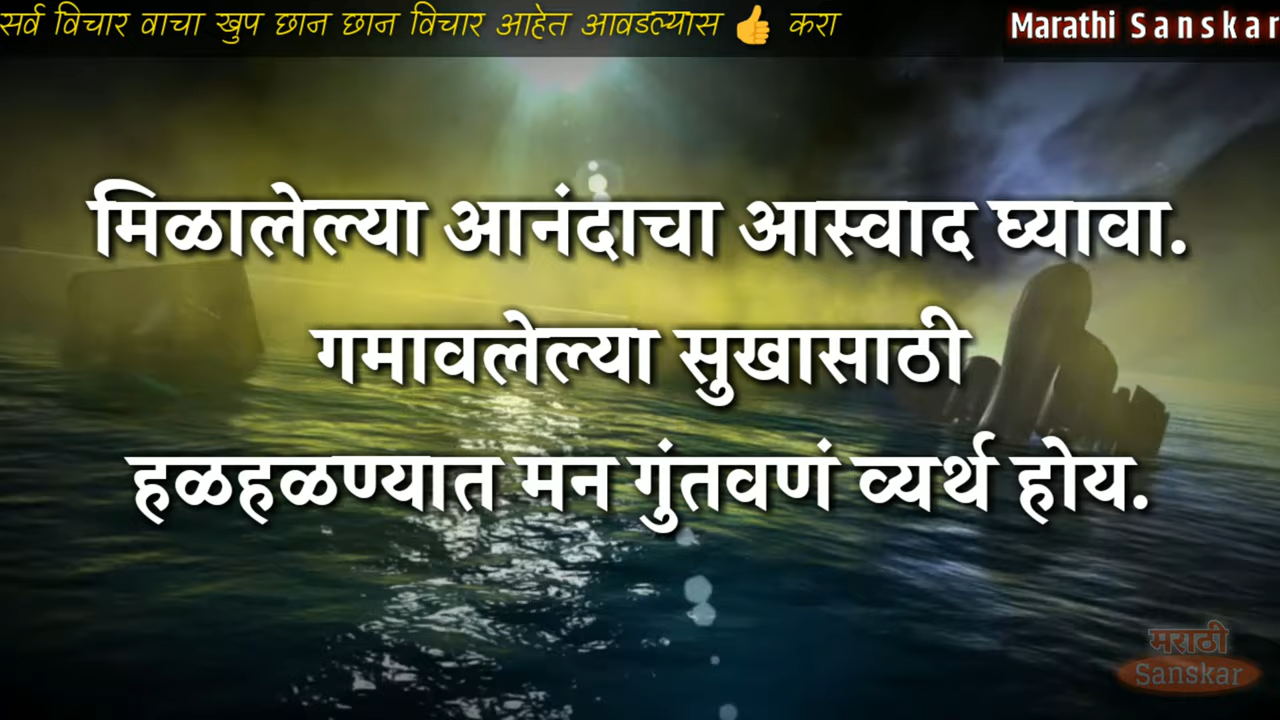 सर्व विचार वाचा खुप छान छान विचार आहेत आवडल्यास 👍 करा
Marathi Sanskar
मिळालेल्या आनंदाचा आस्वाद घ्यावा.
गमावलेल्या सुखासाठी
हळहळण्यात मन गुंतवणं व्यर्थ होय.
मराठी
Sanskar